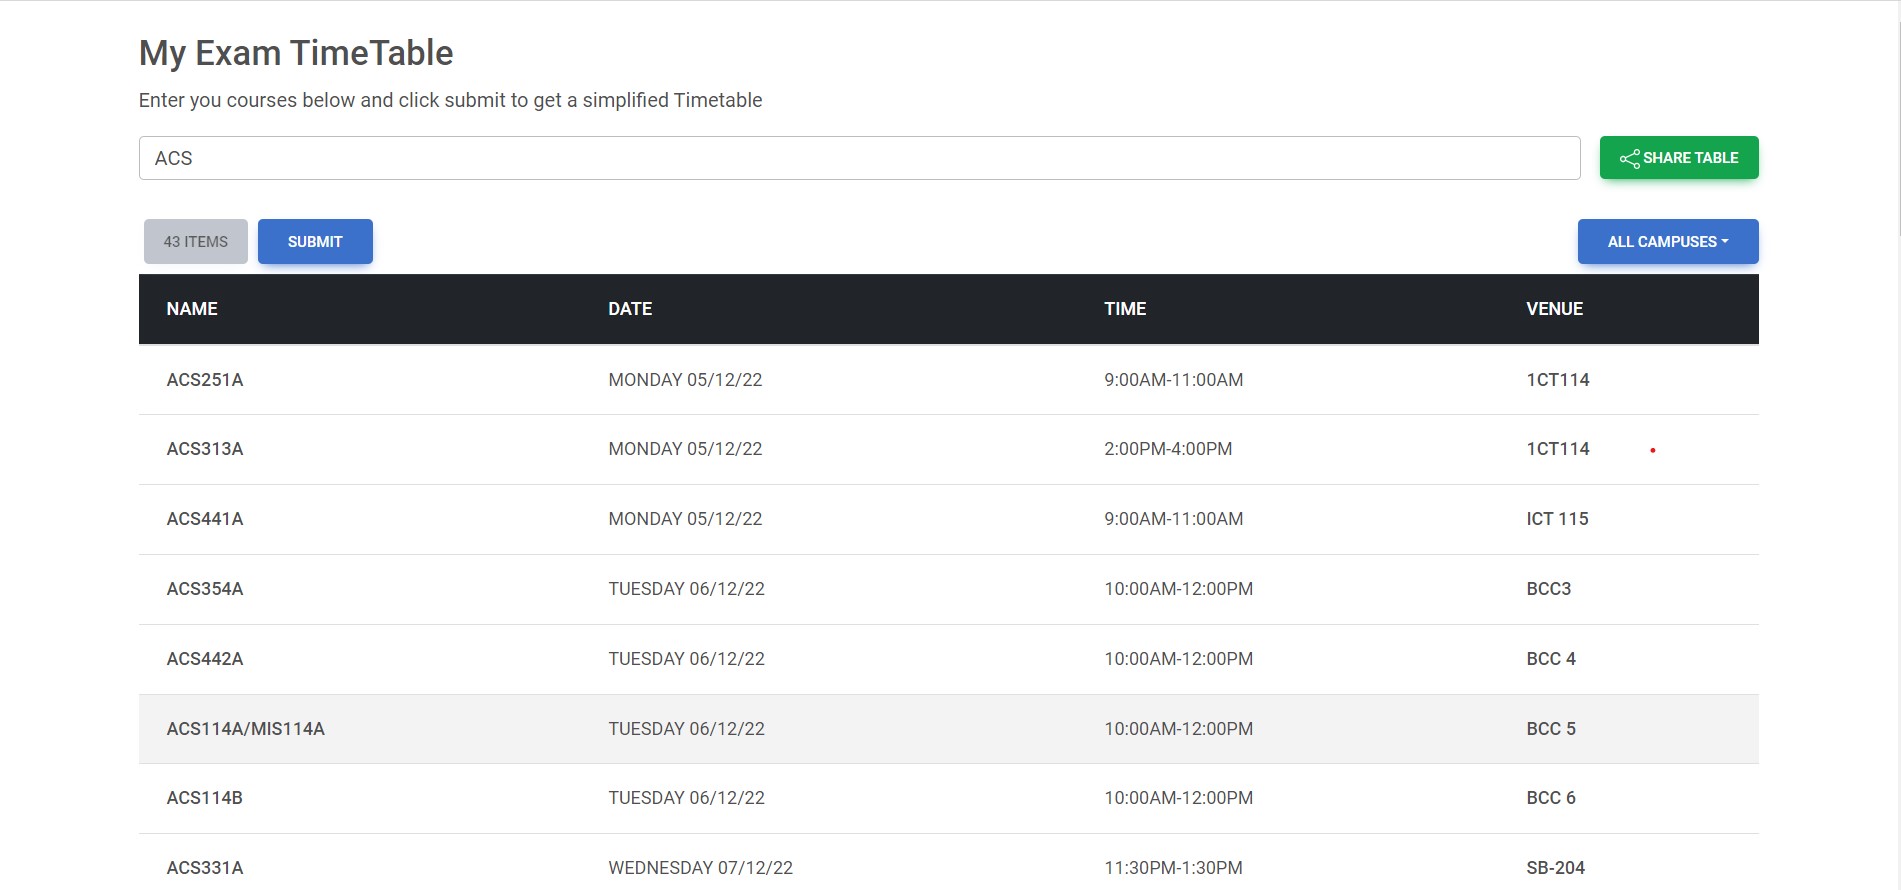 My Exam TimeTable
Enter you courses below and click submit to get a simplified Timetable
ACS
SHARE TABLE
43 ITEMS SUBMIT ALL CAMPUSES
NAME DATE TIME VENUE
ACS251A MONDAY 05/12/22 9:00AM-11:00AM 1CT114
ACS313A MONDAY 05/12/22 2:00PM-4:00PM 1CT114
ACS441A MONDAY 05/12/22 9:00AM-11:00AM ICT 115
ACS354A TUESDAY 06/12/22 10:00AM-12:00PM BCC3
ACS442A TUESDAY 06/12/22 10:00AM-12:00PM BCC 4
ACS114A/MIS114A TUESDAY 06/12/22 10:00AM-12:00PM BCC 5
ACS114B TUESDAY 06/12/22 10:00AM-12:00PM BCC 6
ACS331A WEDNESDAY 07/12/22 11:30PM-1:30PM SB-204